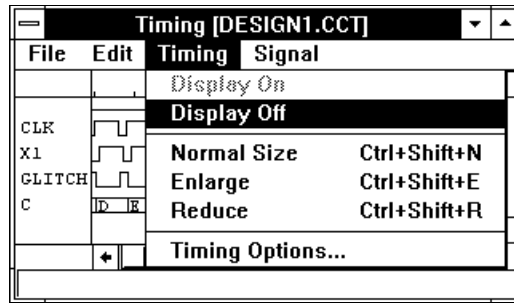 Timing [DESIGN1.CCT]
File Edit Timing Signal
Display On
Display Off
CLK
X1
GLITCH
C
D E
Normal Size Ctrl+Shift+N
Enlarge Ctrl+Shift+E
Reduce Ctrl+Shift+R
Timing Options...